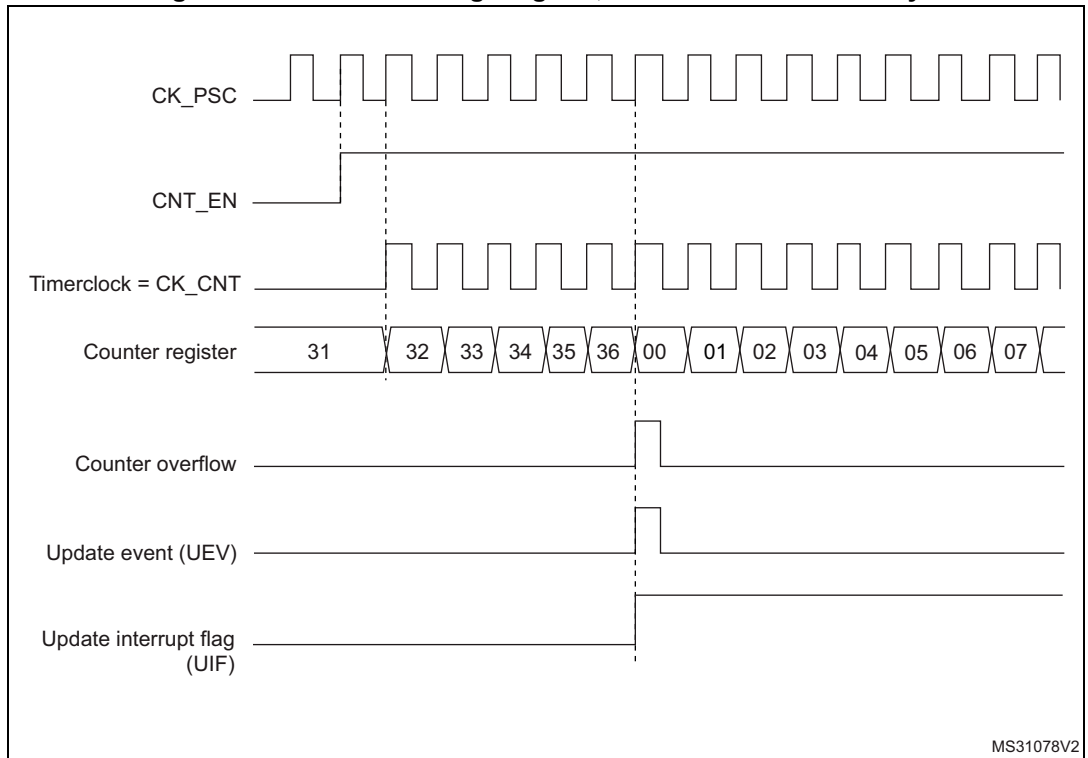 CK_PSC
CNT_EN
Timerclock = CK_CNT
Counter register 31 32 33 34 35 36 00 01 02 03 04 05 06 07
Counter overflow
Update event (UEV)
Update interrupt flag
(UIF)
MS31078V2